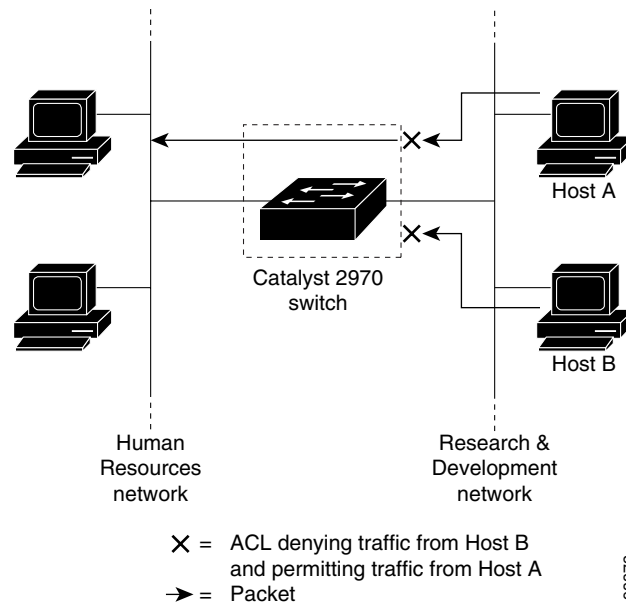 Host A
Catalyst 2970
switch
Host B
Human
Resources
network
Research &
Development
network
X = ACL denying traffic from Host B
and permitting traffic from Host A
= Packet